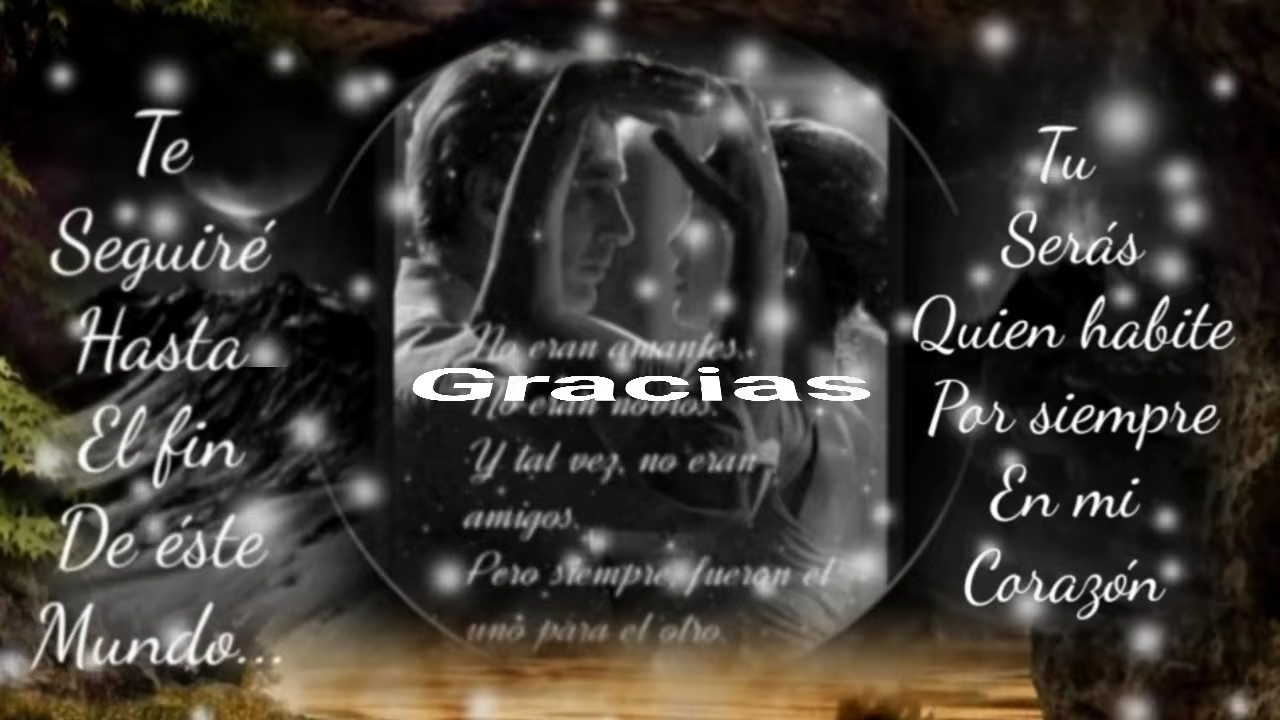 Te
Seguiré
Hasta
El fin
De éste
Mundo...
No eran amantes..
Gracias
No eran novios.
Y tal vez, no eran
amigos.
Pero siempre, fueron el
uno para el otro.
Tu
Serás
Quien habite
Por siempre
En mi
Corazón